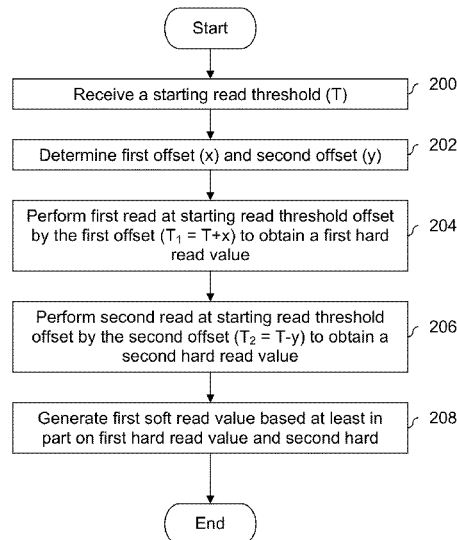 Start
Receive a starting read threshold (T)
200
Determine first offset (x) and second offset (y)
202
Perform first read at starting read threshold offset
by the first offset (T₁ = T+x) to obtain a first hard
read value
204
Perform second read at starting read threshold
offset by the second offset (T₂ = T-y) to obtain a
second hard read value
206
Generate first soft read value based at least in
part on first hard read value and second hard
208
End